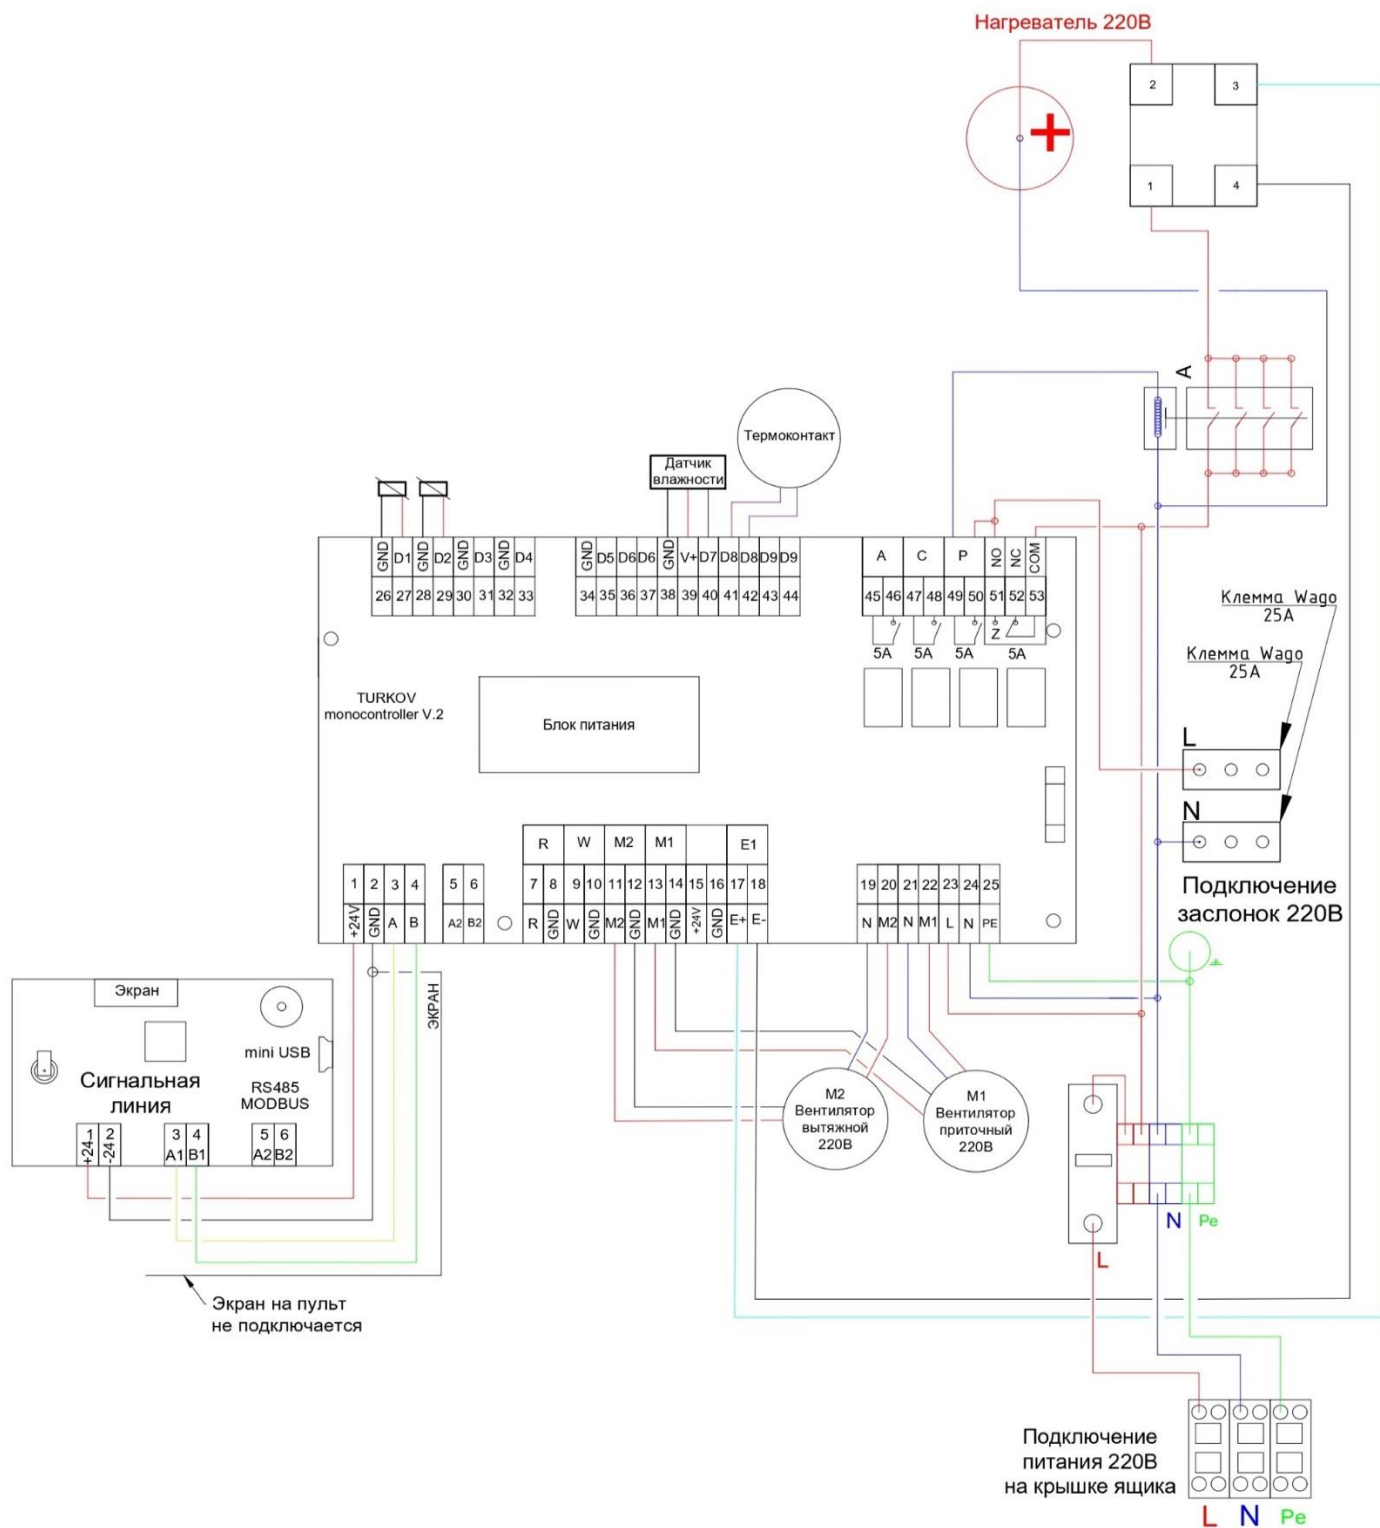 Нагреватель 220В
2
3
1
4
A
Термоконтакт
Датчик
влажности
GND D1 GND D2 GND D3 GND D4
26 27 28 29 30 31 32 33
GND D5 D6 D6 GND V+ D7 D8 D8 D9 D9
34 35 36 37 38 39 40 41 42 43 44
A C P NO NC COM
45 46 47 48 49 50 51 52 53
Z
5А 5А 5А 5А
Клемма Wago
25А
Клемма Wago
25А
TURKOV
monocontroller V.2
Блок питания
L
N
Подключение
заслонок 220В
R W M2 M1 E1
1 2 3 4 5 6 7 8 9 10 11 12 13 14 15 16 17 18 19 20 21 22 23 24 25
+24V GND A B A2 B2 R GND W GND M2 GND M1 GND +24V GND E+ E- N M2 N M1 L N PE
Экран
ЭКРАН
mini USB
Сигнальная
линия
RS485
MODBUS
1 2 3 4 5 6
+24 -24 A1 B1 A2 B2
М2
Вентилятор
вытяжной
220В
М1
Вентилятор
приточный
220В
L
N
Pe
Экран на пульт
не подключается
Подключение
питания 220В
на крышке ящика
L N Pe